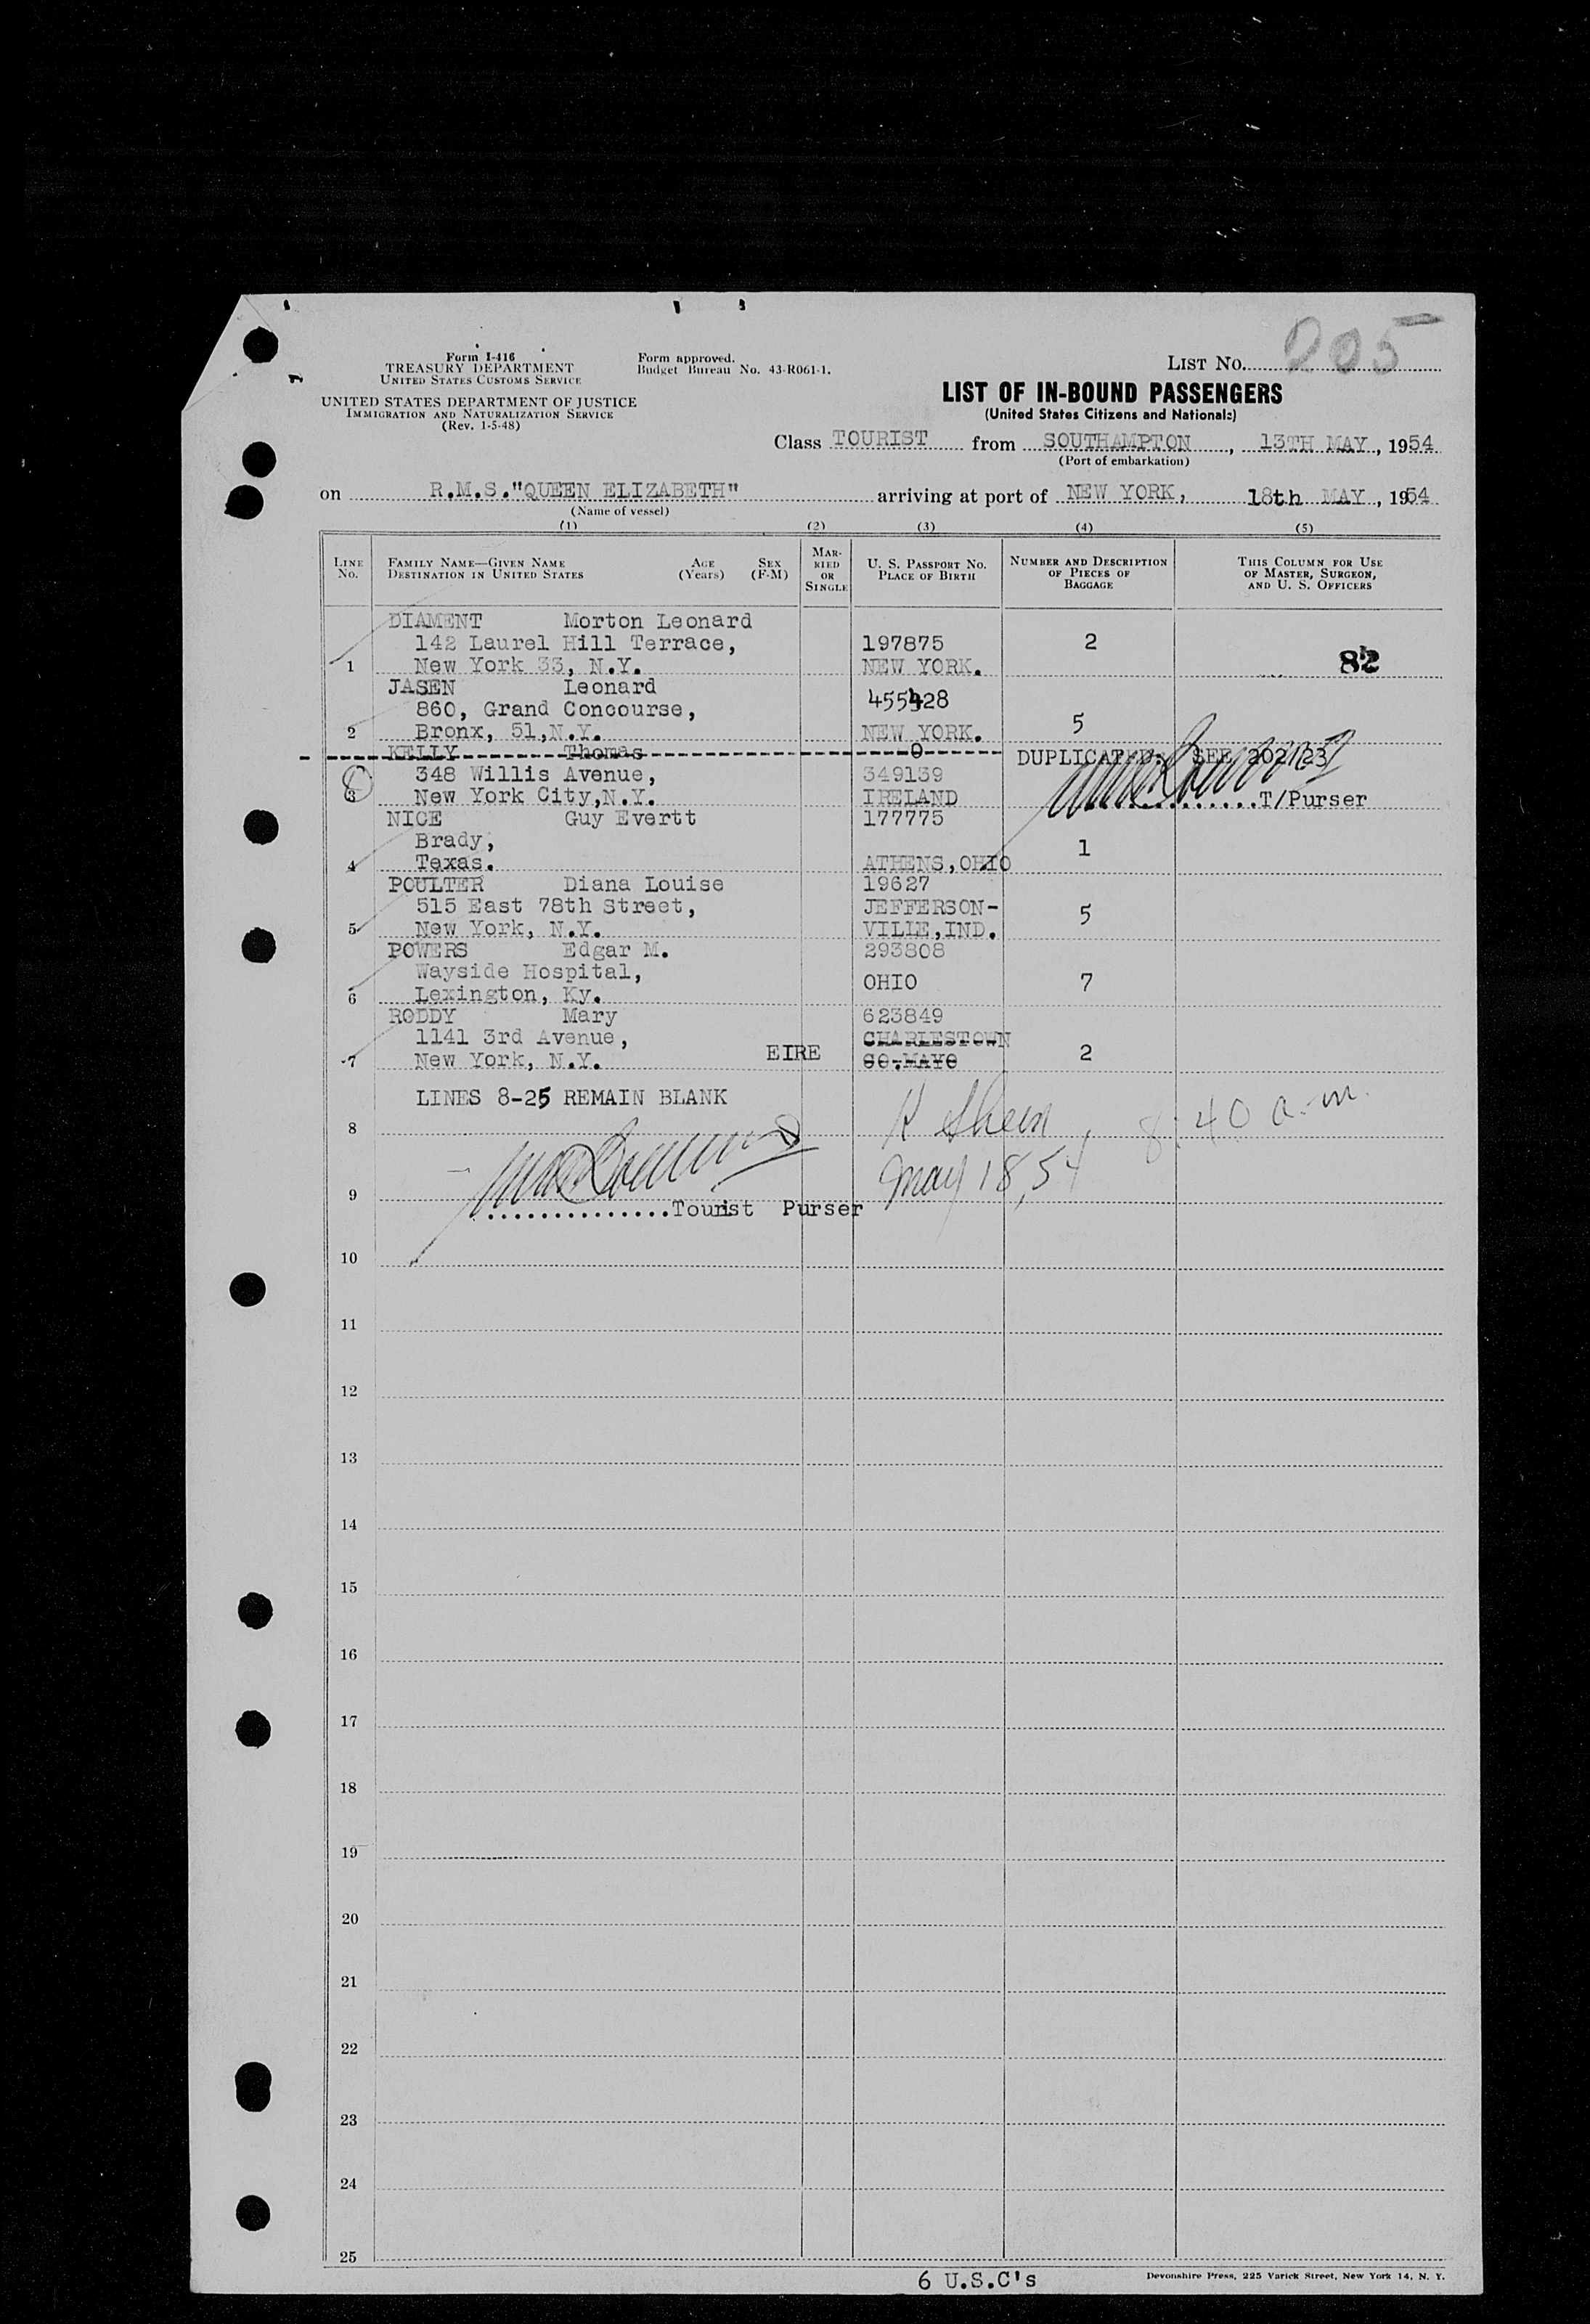 Form I-416
TREASURY DEPARTMENT
UNITED STATES CUSTOMS SERVICE
UNITED STATES DEPARTMENT OF JUSTICE
IMMIGRATION AND NATURALIZATION SERVICE
(Rev. 1-5-48)
Form approved.
Budget Bureau No. 43-R061-1.
LIST NO. 205
LIST OF IN-BOUND PASSENGERS
(United States Citizens and Nationals)
Class TOURIST from SOUTHAMPTON, 13TH MAY, 1954
(Port of embarkation)
on R.M.S."QUEEN ELIZABETH" arriving at port of NEW YORK, 18th MAY, 1954
(Name of vessel)
(1) (2) (3) (4) (5)
LINE NO. FAMILY NAME—GIVEN NAME DESTINATION IN UNITED STATES AGE (Years) SEX (F-M) MARRIED OR SINGLE U. S. PASSPORT NO. PLACE OF BIRTH NUMBER AND DESCRIPTION OF PIECES OF BAGGAGE THIS COLUMN FOR USE OF MASTER, SURGEON, AND U. S. OFFICERS
DIAMENT Morton Leonard
142 Laurel Hill Terrace, 197875 2
1 New York 33, N.Y. NEW YORK. 82
JASEN Leonard
860, Grand Concourse, 455428
2 Bronx, 51,N.Y. NEW YORK. 5
KELLY Thomas 0 DUPLICATED: SEE 202/23
348 Willis Avenue, 349139
3 New York City,N.Y. IRELAND ............T/Purser
NICE Guy Evertt 177775
Brady, 1
4 Texas. ATHENS,OHIO
POULTER Diana Louise 19627
515 East 78th Street, JEFFERSON- 5
5 New York, N.Y. VILLE,IND.
POWERS Edgar M. 293808
Wayside Hospital, OHIO 7
6 Lexington, Ky.
RODDY Mary 623849
1141 3rd Avenue, CHARLESTOWN
7 New York, N.Y. EIRE CO.MAYO 2
LINES 8-25 REMAIN BLANK
8 8:40 a.m.
May 18, 54
9
...............Tourist Purser
10
11
12
13
14
15
16
17
18
19
20
21
22
23
24
25
6 U.S.C's
Devonshire Press, 225 Varick Street, New York 14, N. Y.